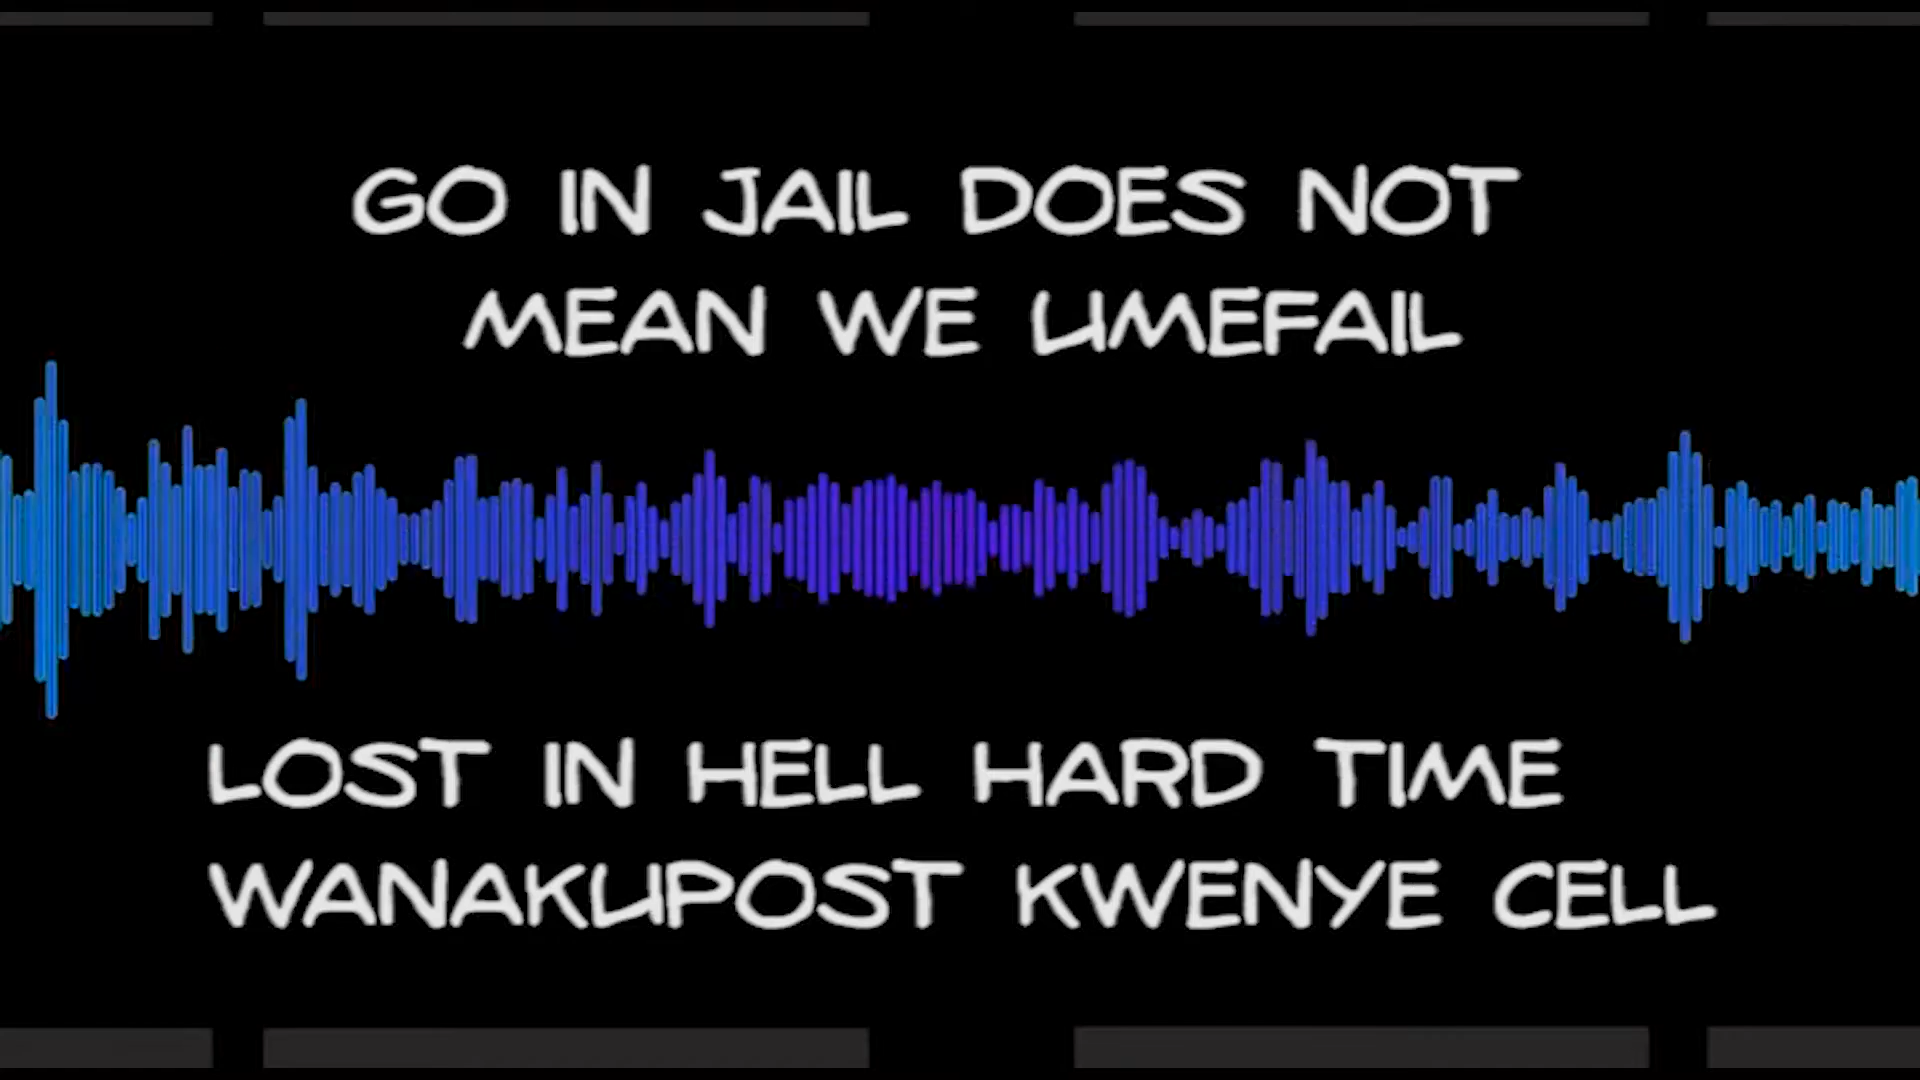 GO IN JAIL DOES NOT
MEAN WE UMEFAIL
LOST IN HELL HARD TIME
WANAKUPOST KWENYE CELL